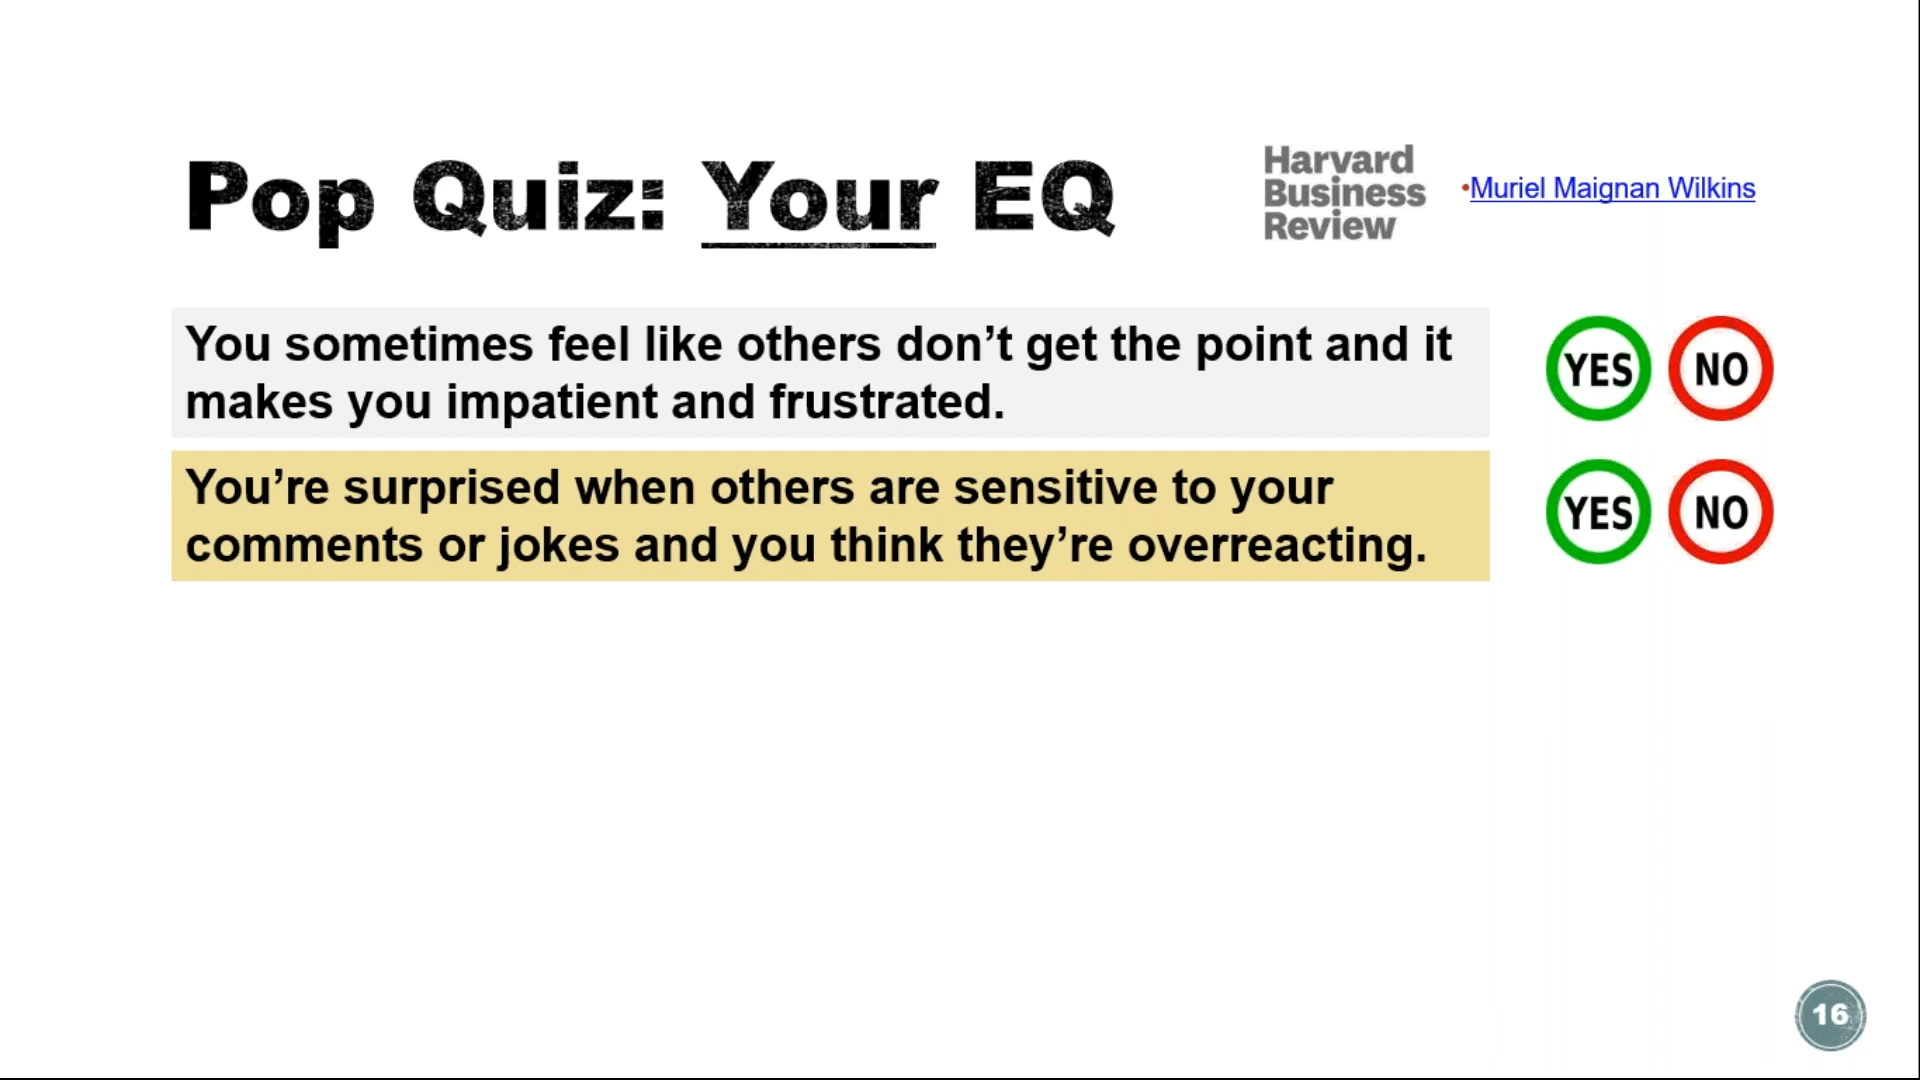 Pop Quiz: Your EQ
Harvard
Business
Review
•Muriel Maignan Wilkins
You sometimes feel like others don’t get the point and it
makes you impatient and frustrated.
YES NO
You’re surprised when others are sensitive to your
comments or jokes and you think they’re overreacting.
YES NO
16